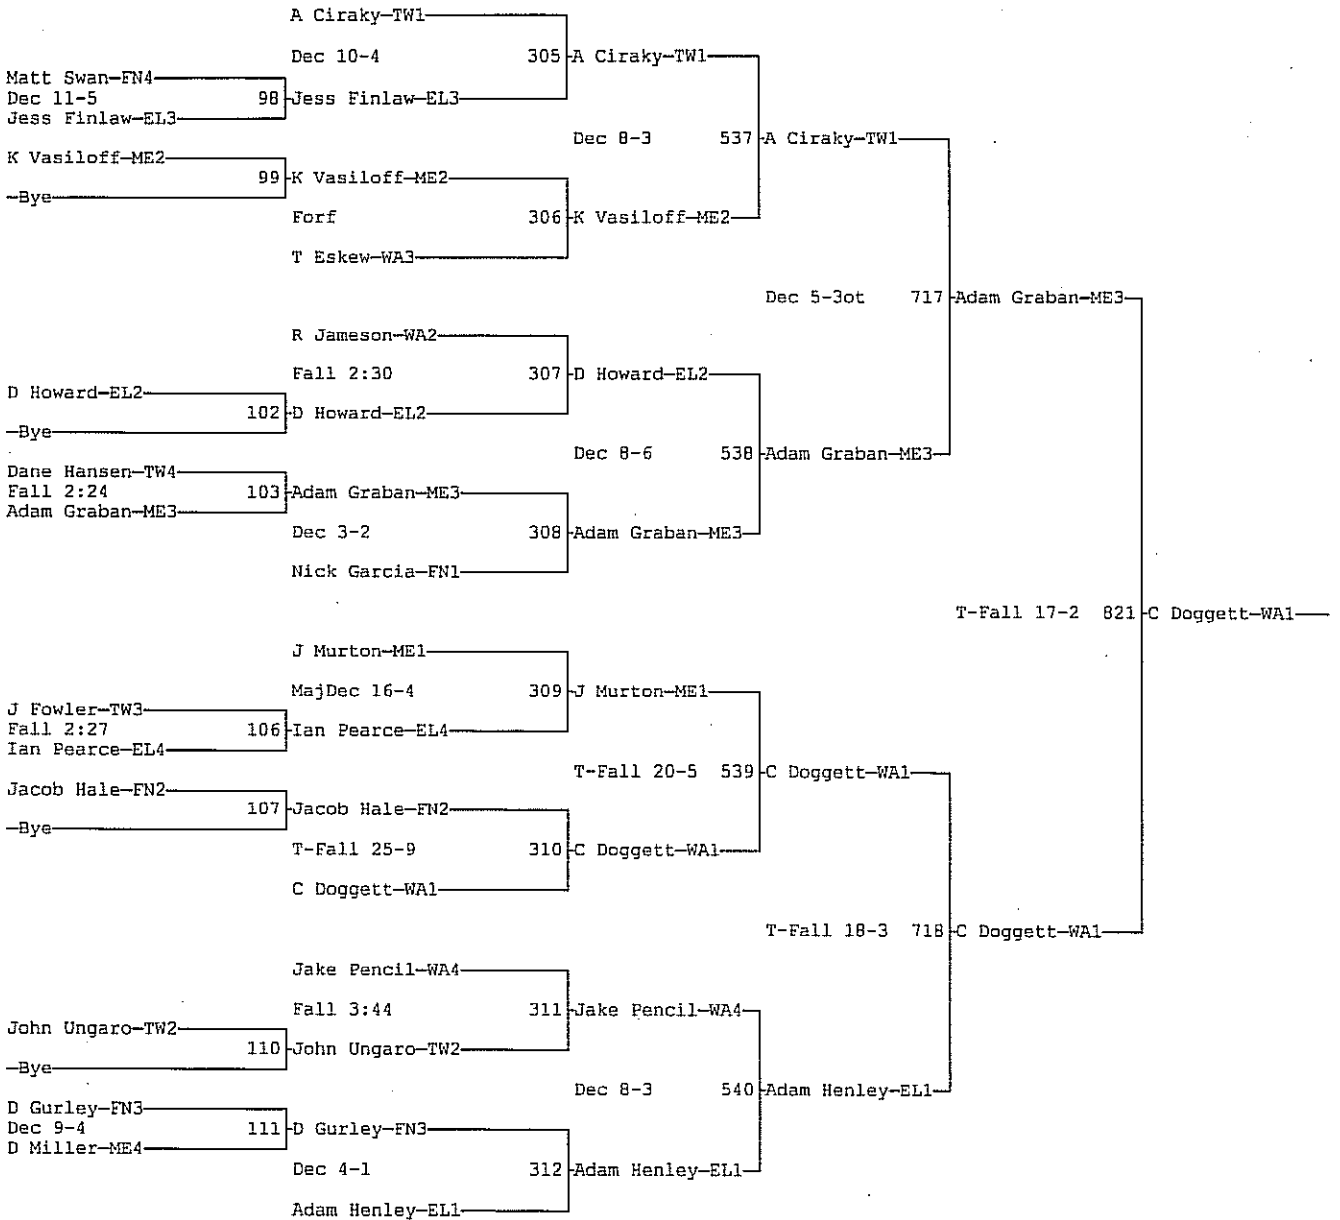 A Ciraky-TW1
Dec 10-4 305 A Ciraky-TW1
Matt Swan-FN4
Dec 11-5 98 Jess Finlaw-EL3
Jess Finlaw-EL3
Dec 8-3 537 A Ciraky-TW1
K Vasiloff-ME2
99 K Vasiloff-ME2
-Bye
Forf 306 K Vasiloff-ME2
T Eskew-WA3
Dec 5-3ot 717 Adam Graban-ME3
R Jameson-WA2
Fall 2:30 307 D Howard-EL2
D Howard-EL2
102 D Howard-EL2
-Bye
Dec 8-6 538 Adam Graban-ME3
Dane Hansen-TW4
Fall 2:24 103 Adam Graban-ME3
Adam Graban-ME3
Dec 3-2 308 Adam Graban-ME3
Nick Garcia-FN1
T-Fall 17-2 821 C Doggett-WA1
J Murton-ME1
MajDec 16-4 309 J Murton-ME1
J Fowler-TW3
Fall 2:27 106 Ian Pearce-EL4
Ian Pearce-EL4
T-Fall 20-5 539 C Doggett-WA1
Jacob Hale-FN2
107 Jacob Hale-FN2
-Bye
T-Fall 25-9 310 C Doggett-WA1
C Doggett-WA1
T-Fall 18-3 718 C Doggett-WA1
Jake Pencil-WA4
Fall 3:44 311 Jake Pencil-WA4
John Ungaro-TW2
110 John Ungaro-TW2
-Bye
Dec 8-3 540 Adam Henley-EL1
D Gurley-FN3
Dec 9-4 111 D Gurley-FN3
D Miller-ME4
Dec 4-1 312 Adam Henley-EL1
Adam Henley-EL1